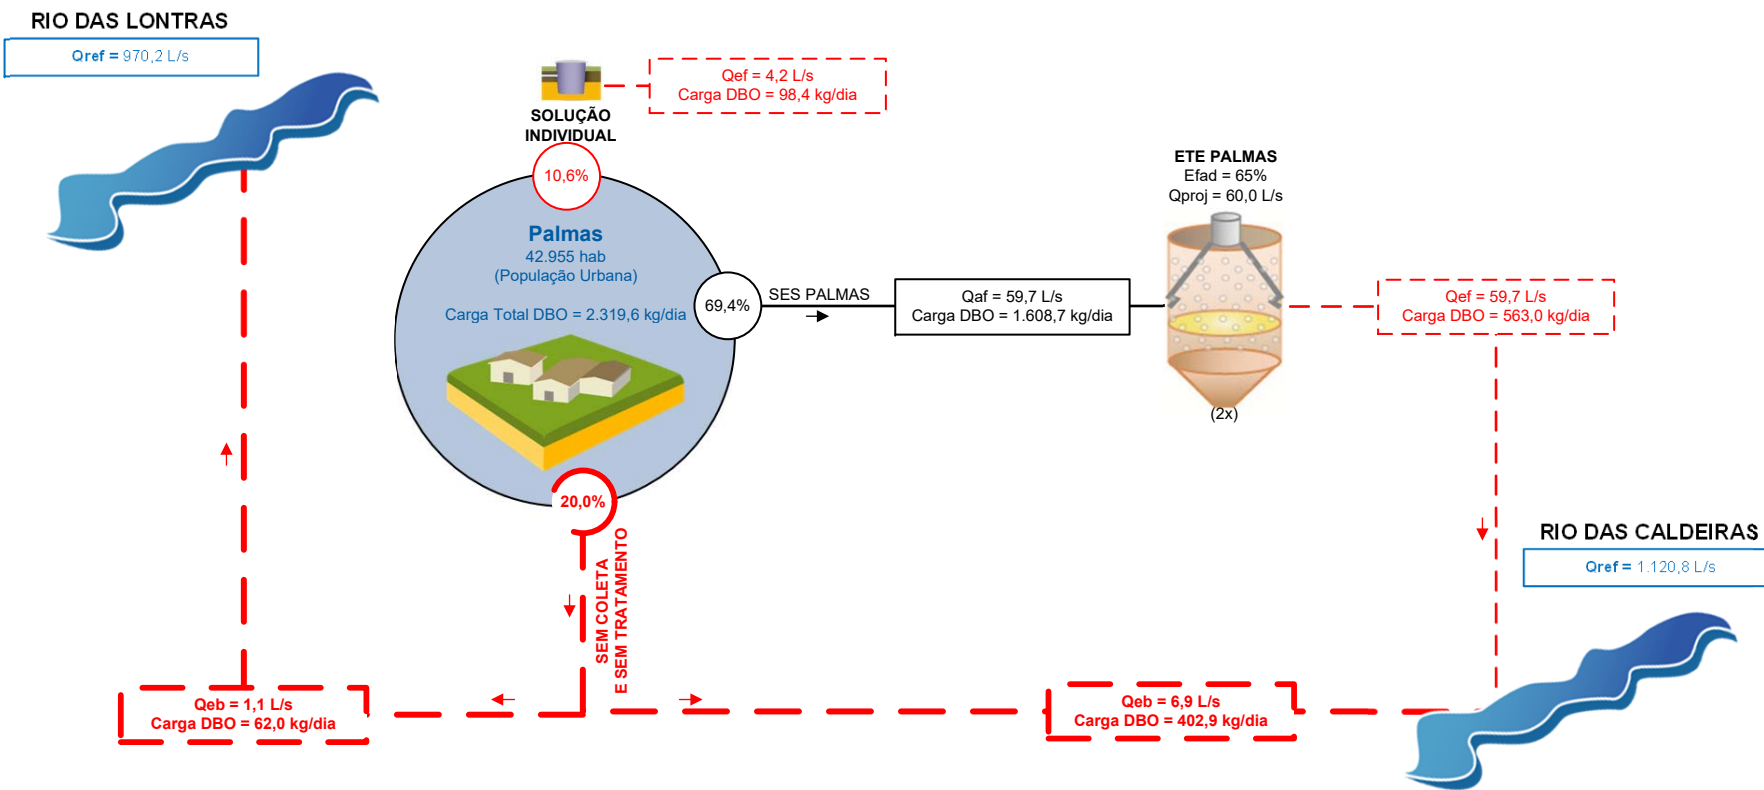 RIO DAS LONTRAS
Qref = 970,2 L/s
Qef = 4,2 L/s
Carga DBO = 98,4 kg/dia
SOLUÇÃO
INDIVIDUAL
10,6%
Palmas
42.955 hab
(População Urbana)
Carga Total DBO = 2.319,6 kg/dia
69,4%
SES PALMAS
Qaf = 59,7 L/s
Carga DBO = 1.608,7 kg/dia
ETE PALMAS
Efad = 65%
Qproj = 60,0 L/s
(2x)
Qef = 59,7 L/s
Carga DBO = 563,0 kg/dia
20,0%
SEM COLETA
E SEM TRATAMENTO
RIO DAS CALDEIRAS
Qref = 1.120,8 L/s
Qeb = 1,1 L/s
Carga DBO = 62,0 kg/dia
Qeb = 6,9 L/s
Carga DBO = 402,9 kg/dia